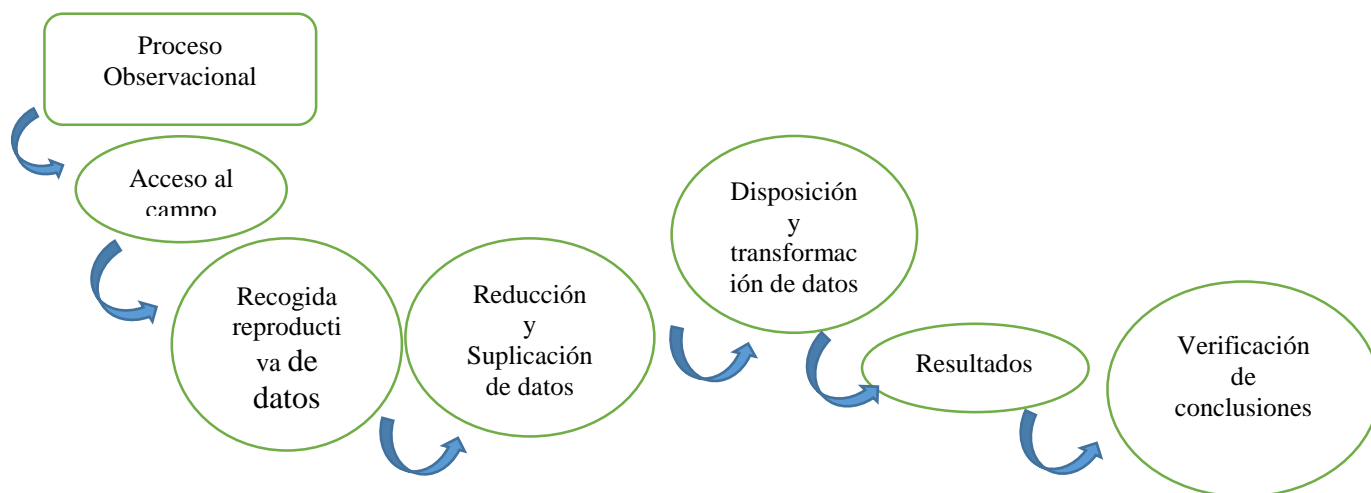 Proceso
Observacional
Acceso al
campo
Recogida
reproducti
va de
datos
Reducción
y
Suplicación
de datos
Disposición
y
transformac
ión de datos
Resultados
Verificación
de
conclusiones